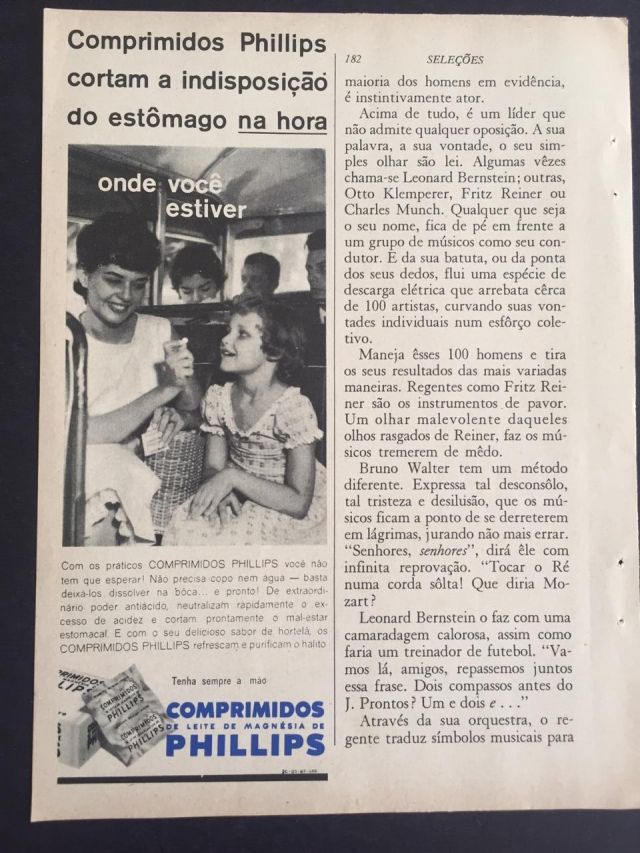 Comprimidos Phillips
cortam a indisposição
do estômago na hora
onde você
estiver
Com os práticos COMPRIMIDOS PHILLIPS você não
tem que esperar! Não precisa copo nem água — basta
deixá-los dissolver na bôca... e pronto! De extraordi-
nário poder antiácido, neutralizam ràpidamente o ex-
cesso de acidez e cortam prontamente o mal-estar
estomacal. E com o seu delicioso sabor de hortelã, os
COMPRIMIDOS PHILLIPS refrescam e purificam o hálito
Tenha sempre a mão
COMPRIMIDOS
DE LEITE DE MAGNÉSIA DE
PHILLIPS
COMPRIMIDOS
PHILLIPS
COMPRIMIDOS
PHILLIPS
182 SELEÇÕES
maioria dos homens em evidência,
é instintivamente ator.
Acima de tudo, é um líder que
não admite qualquer oposição. A sua
palavra, a sua vontade, o seu sim-
ples olhar são lei. Algumas vêzes
chama-se Leonard Bernstein; outras,
Otto Klemperer, Fritz Reiner ou
Charles Munch. Qualquer que seja
o seu nome, fica de pé em frente a
um grupo de músicos como seu con-
dutor. E da sua batuta, ou da ponta
dos seus dedos, flui uma espécie de
descarga elétrica que arrebata cêrca
de 100 artistas, curvando suas von-
tades individuais num esfôrço cole-
tivo.
Maneja êsses 100 homens e tira
os seus resultados das mais variadas
maneiras. Regentes como Fritz Rei-
ner são os instrumentos de pavor.
Um olhar malevolente daqueles
olhos rasgados de Reiner, faz os mú-
sicos tremerem de mêdo.
Bruno Walter tem um método
diferente. Expressa tal desconsôlo,
tal tristeza e desilusão, que os mú-
sicos ficam a ponto de se derreterem
em lágrimas, jurando não mais errar.
“Senhores, senhores”, dirá êle com
infinita reprovação. “Tocar o Ré
numa corda sôlta! Que diria Mo-
zart?
Leonard Bernstein o faz com uma
camaradagem calorosa, assim como
faria um treinador de futebol. “Va-
mos lá, amigos, repassemos juntos
essa frase. Dois compassos antes do
J. Prontos? Um e dois e . . .”
Através da sua orquestra, o re-
gente traduz símbolos musicais para